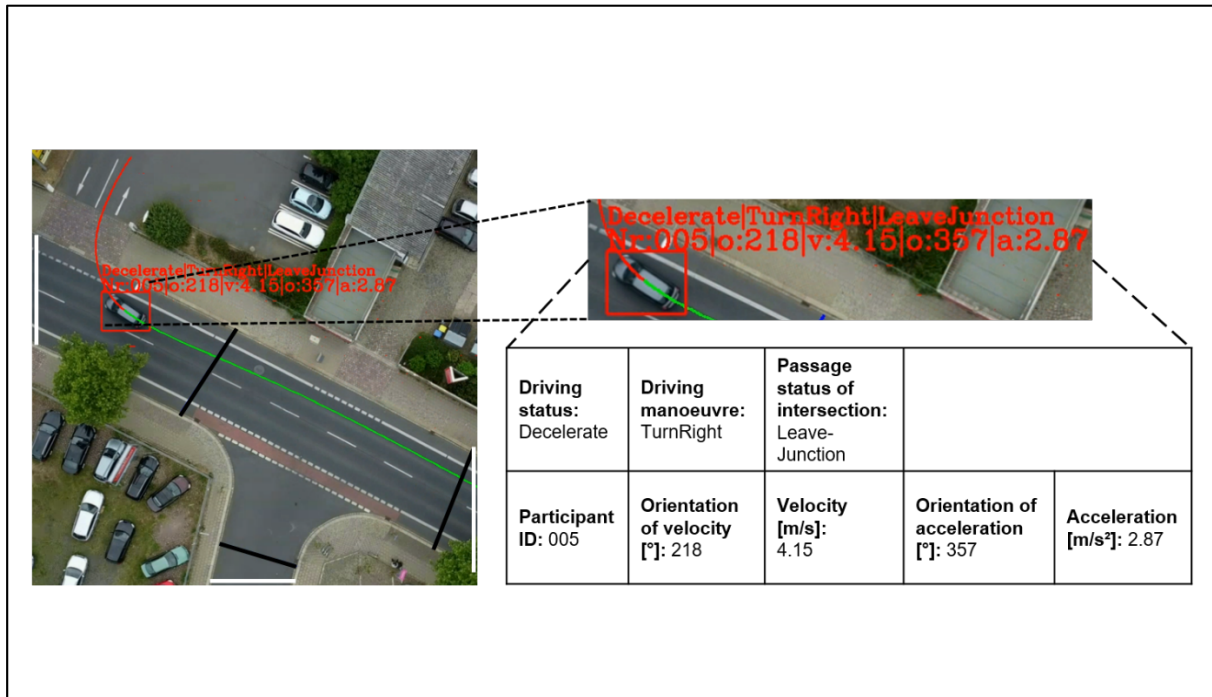 Decelerate|TurnRight|LeaveJunction
Nr:005|o:218|v:4.15|o:357|a:2.87
Decelerate|TurnRight|LeaveJunction
Nr:005|o:218|v:4.15|o:357|a:2.87
Driving
status:
Decelerate
Driving
manoeuvre:
TurnRight
Passage
status of
intersection:
Leave-
Junction
Participant
ID: 005
Orientation
of velocity
[°]: 218
Velocity
[m/s]:
4.15
Orientation of
acceleration
[°]: 357
Acceleration
[m/s²]: 2.87